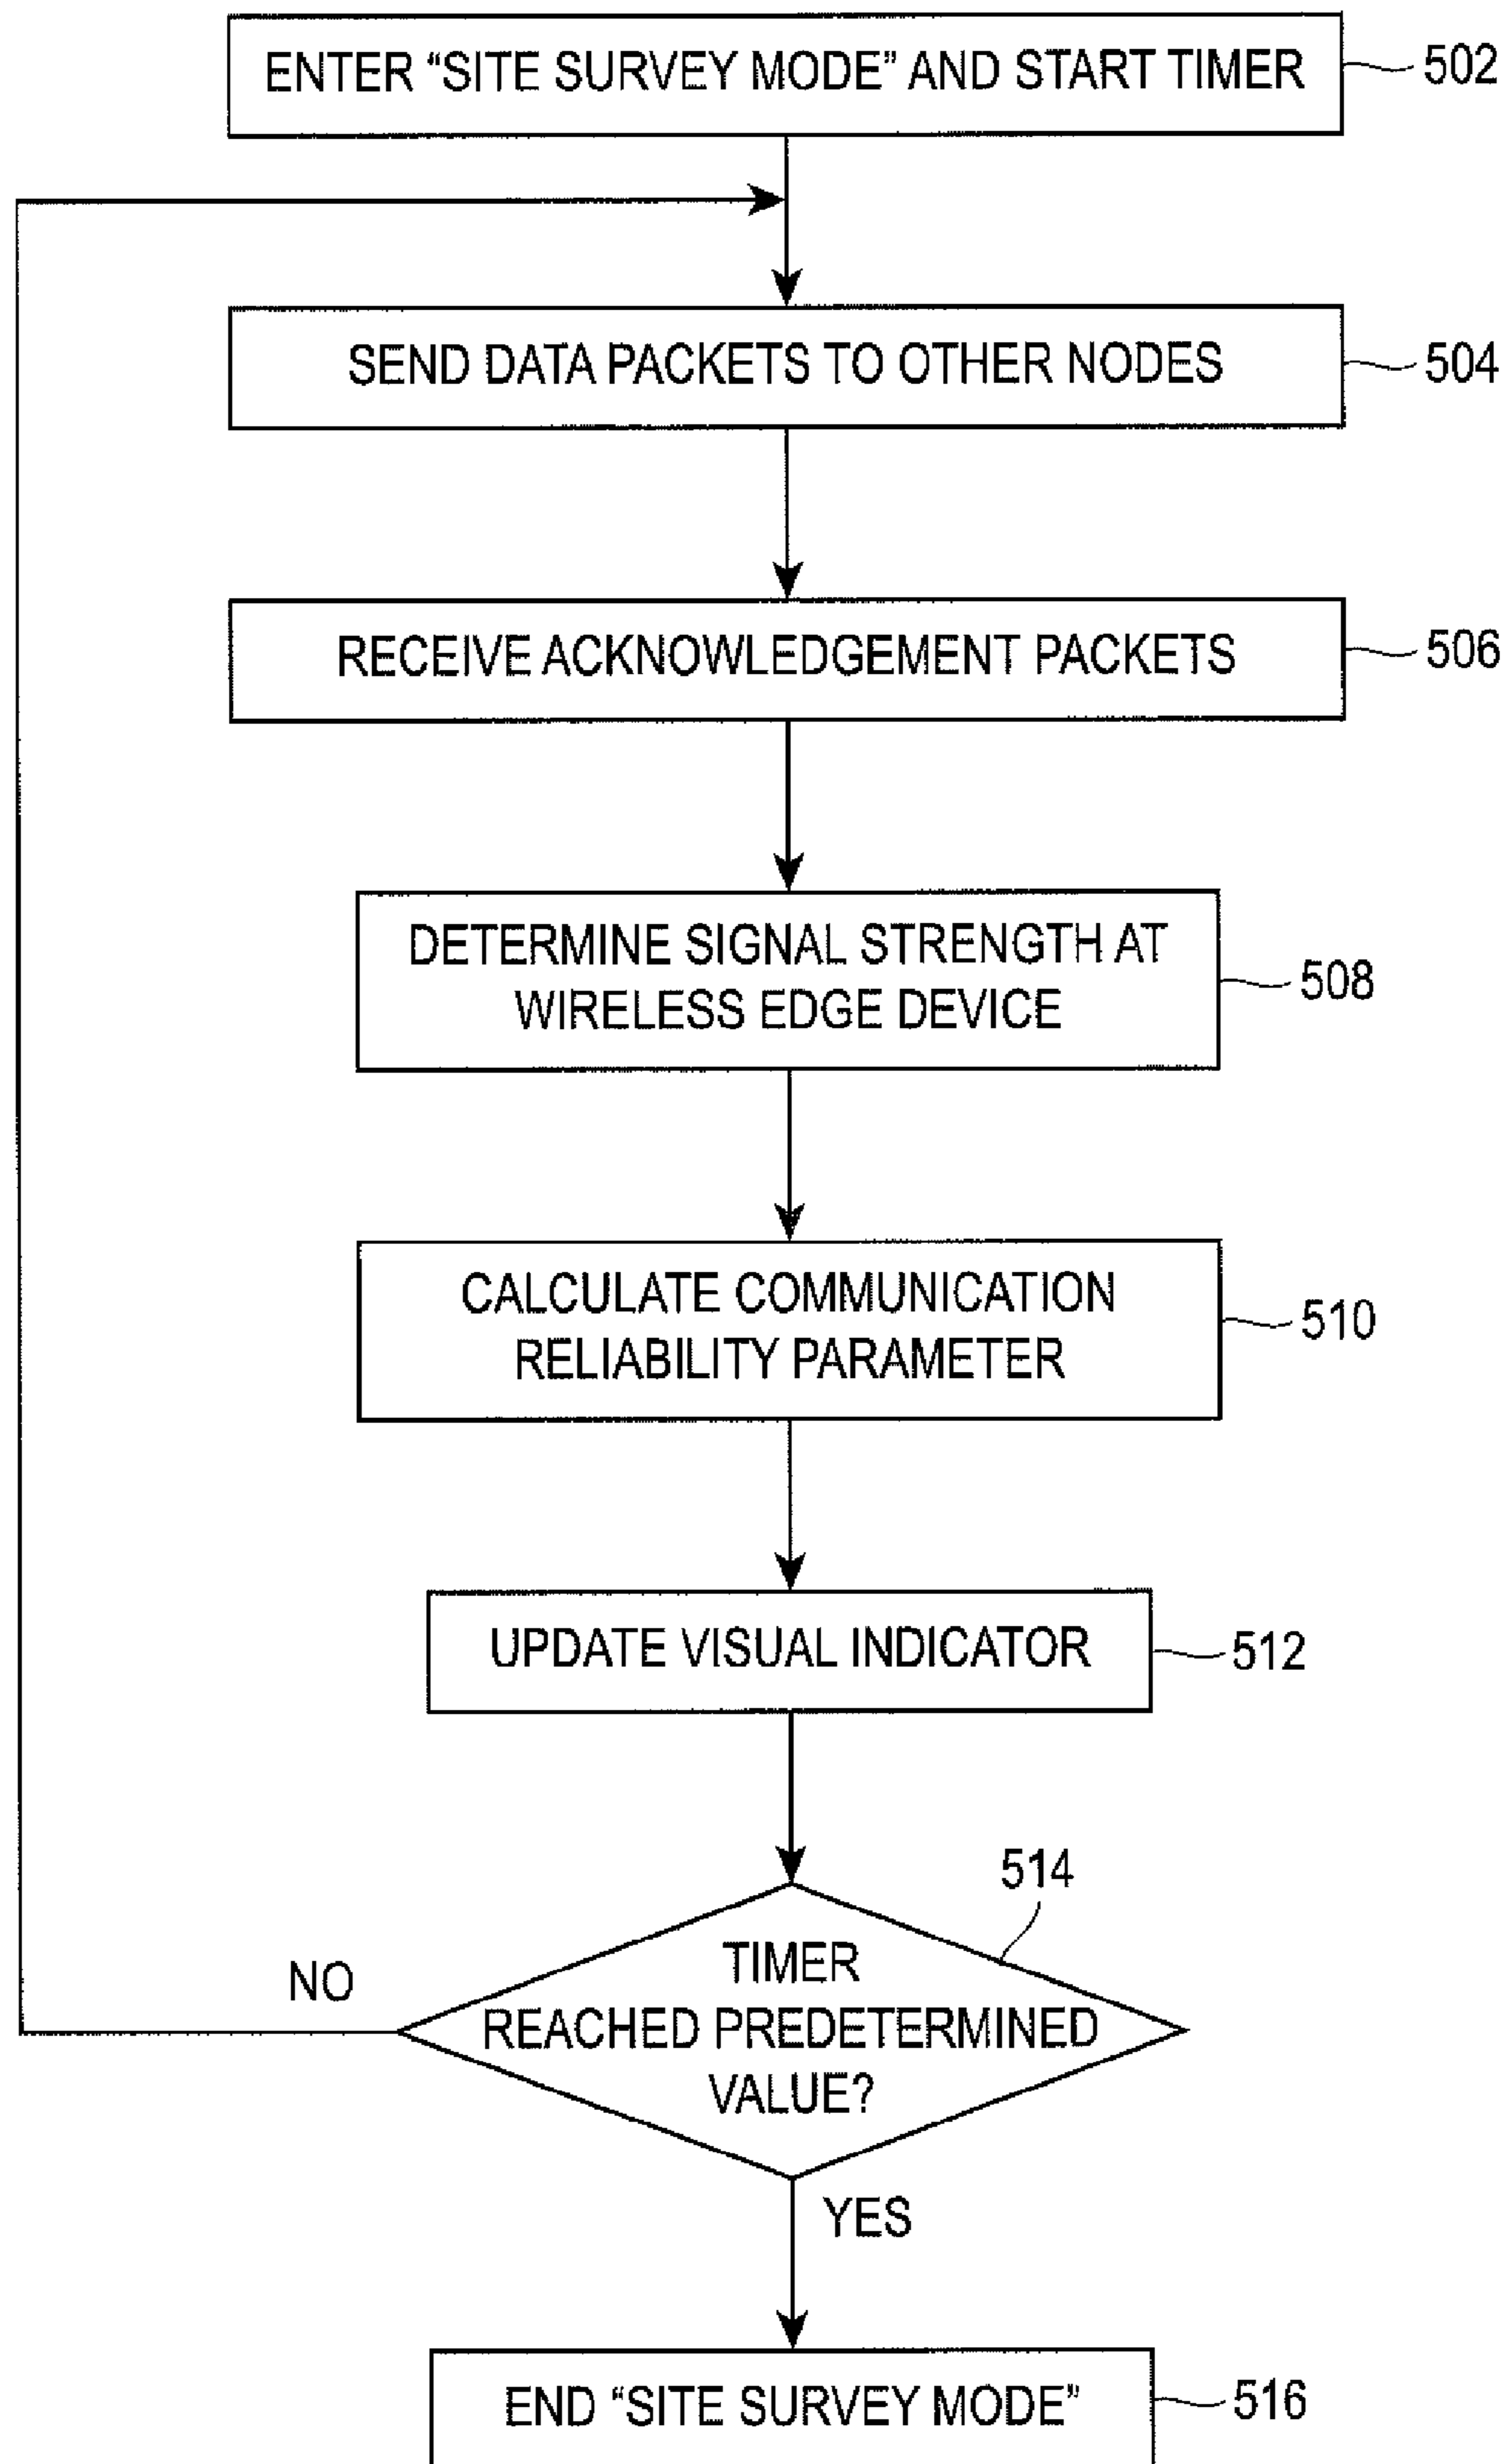 ENTER “SITE SURVEY MODE” AND START TIMER
502
SEND DATA PACKETS TO OTHER NODES
504
RECEIVE ACKNOWLEDGEMENT PACKETS
506
DETERMINE SIGNAL STRENGTH AT
WIRELESS EDGE DEVICE
508
CALCULATE COMMUNICATION
RELIABILITY PARAMETER
510
UPDATE VISUAL INDICATOR
512
514
TIMER
REACHED PREDETERMINED
VALUE?
NO
YES
END “SITE SURVEY MODE”
516